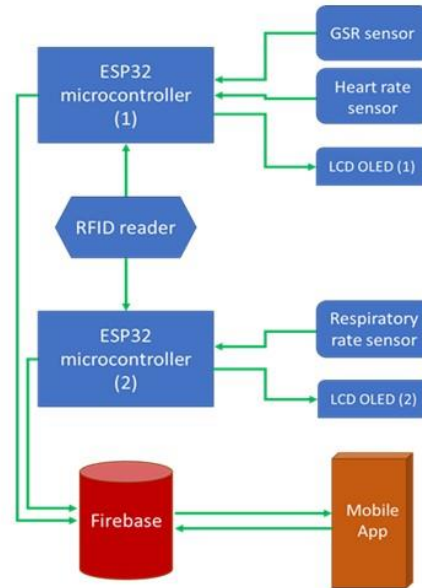 GSR sensor
ESP32
microcontroller
(1)
Heart rate
sensor
LCD OLED (1)
RFID reader
ESP32
microcontroller
(2)
Respiratory
rate sensor
LCD OLED (2)
Firebase
Mobile
App